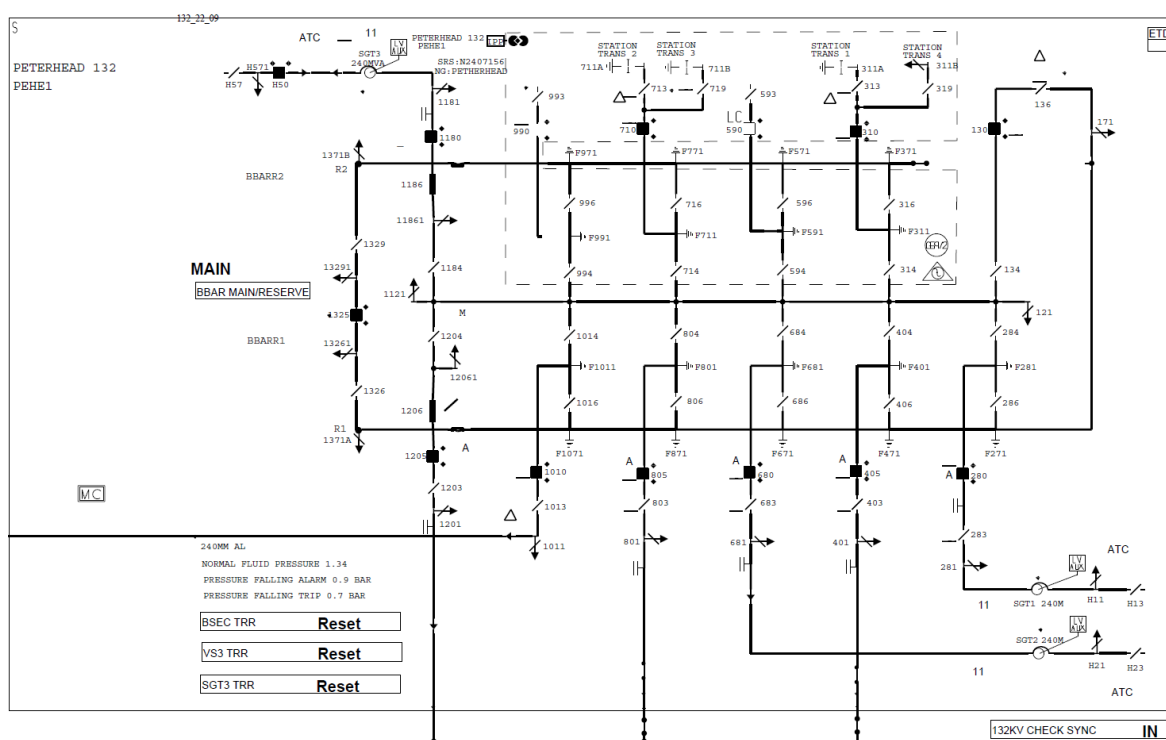 132_22_09
S
PETERHEAD 132
PEHE1
ATC
11
LV AUX
SGT3
240MVA
PETERHEAD 132
PEHE1
IPP
SRS:N2407156
NG:PETHERHEAD
H571
H57
H50
1181
1180
STATION TRANS 2
STATION TRANS 3
STATION TRANS 1
STATION TRANS 4
711A
711B
311A
311B
993
713
719
593
313
319
136
990
710
LC
590
310
130
171
1371B
R2
F971
F771
F571
F371
BBARR2
1186
11861
996
716
596
316
F991
F711
F591
F311
1329
MAIN
BBAR MAIN/RESERVE
13291
1184
994
714
594
314
134
1121
M
121
1325
BBARR1
1204
1014
804
684
404
284
13261
12061
F1011
F801
F681
F401
F281
1326
1206
1016
806
686
406
286
R1
1371A
A
F1071
F871
F671
F471
F271
1205
1010
A
805
A
680
A
405
A
280
MC
1203
1201
1013
803
683
403
283
1011
801
681
401
281
240MM AL
NORMAL FLUID PRESSURE 1.34
PRESSURE FALLING ALARM 0.9 BAR
PRESSURE FALLING TRIP 0.7 BAR
BSEC TRR Reset
VS3 TRR Reset
SGT3 TRR Reset
ATC
LV AUX
11
SGT1 240M
H11
H13
LV AUX
SGT2 240M
11
H21
H23
ATC
132KV CHECK SYNC IN